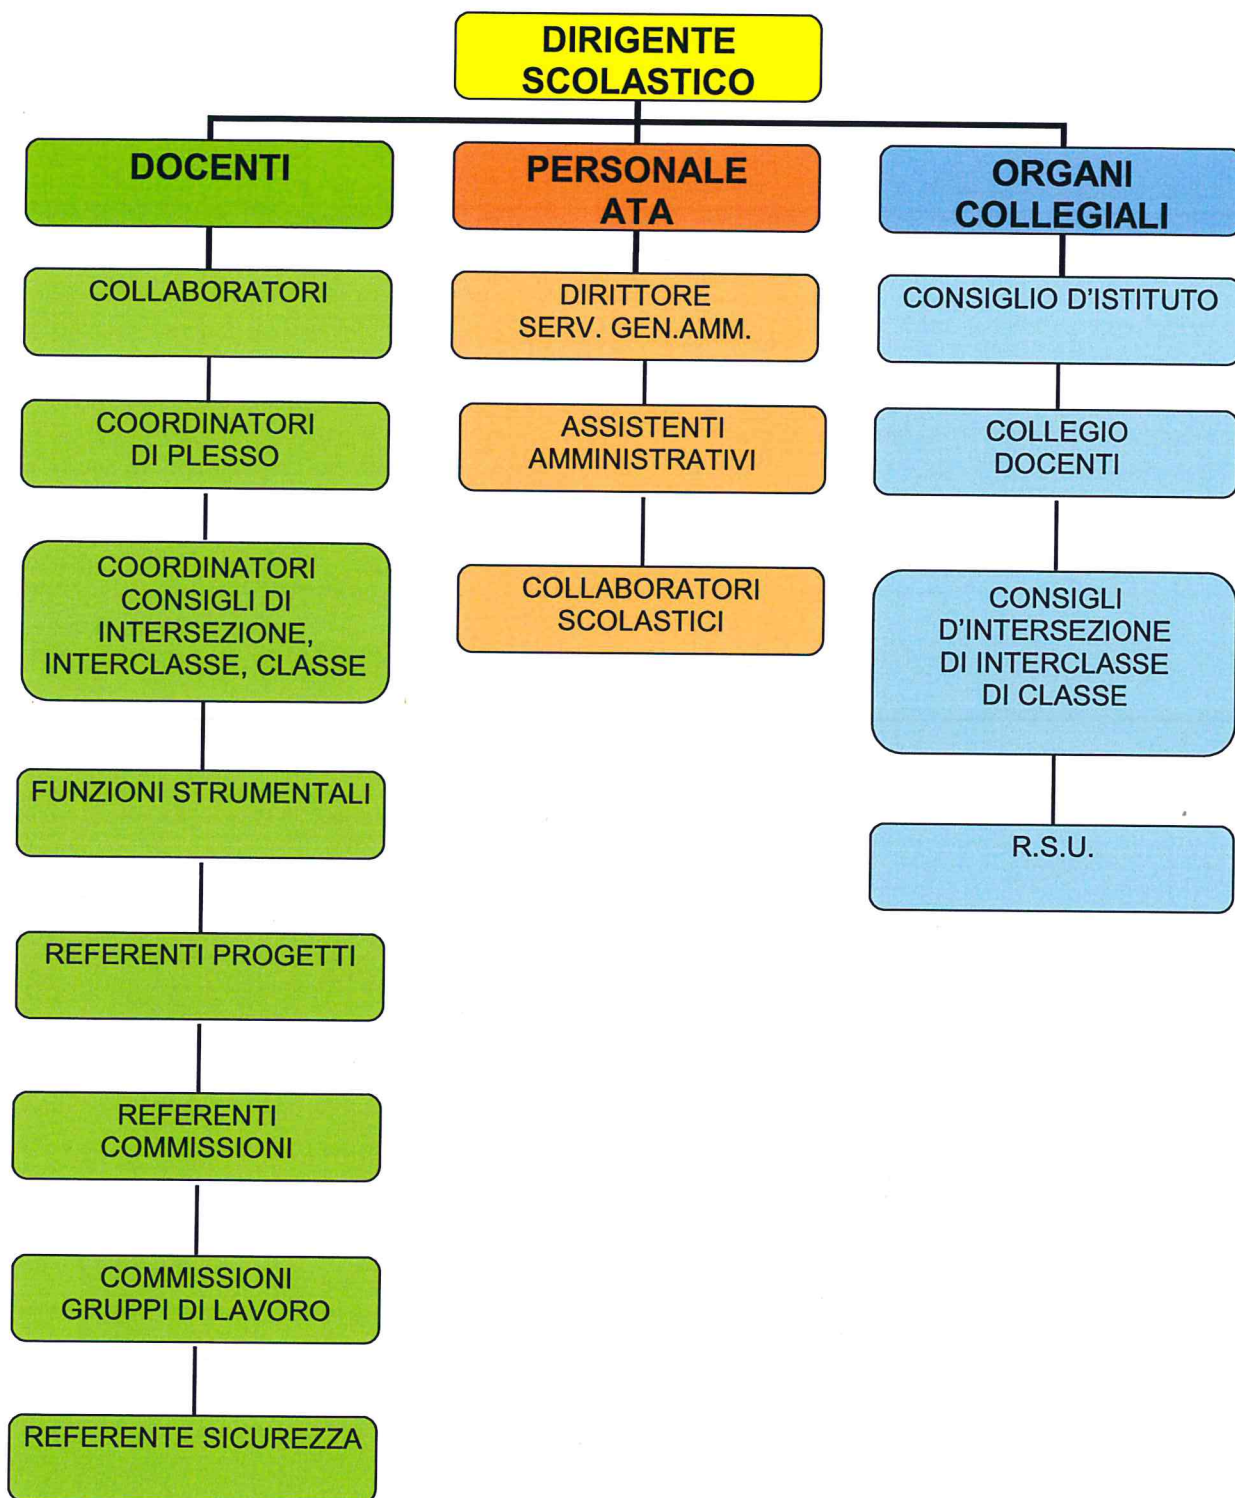 DIRIGENTE
SCOLASTICO
DOCENTI
COLLABORATORI
COORDINATORI
DI PLESSO
COORDINATORI
CONSIGLI DI
INTERSEZIONE,
INTERCLASSE, CLASSE
FUNZIONI STRUMENTALI
REFERENTI PROGETTI
REFERENTI
COMMISSIONI
COMMISSIONI
GRUPPI DI LAVORO
REFERENTE SICUREZZA
PERSONALE
ATA
DIRITTORE
SERV. GEN.AMM.
ASSISTENTI
AMMINISTRATIVI
COLLABORATORI
SCOLASTICI
ORGANI
COLLEGIALI
CONSIGLIO D'ISTITUTO
COLLEGIO
DOCENTI
CONSIGLI
D'INTERSEZIONE
DI INTERCLASSE
DI CLASSE
R.S.U.